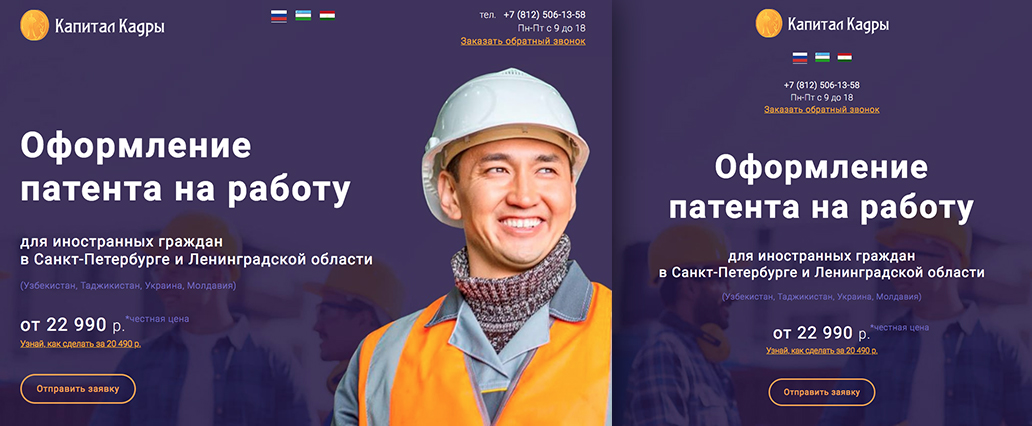 Капитал Кадры
тел. +7 (812) 506-13-58
Пн-Пт с 9 до 18
Заказать обратный звонок
Оформление
патента на работу
для иностранных граждан
в Санкт-Петербурге и Ленинградской области
(Узбекистан, Таджикистан, Украина, Молдавия)
от 22 990 р.*честная цена
Узнай, как сделать за 20 490 р.
Отправить заявку
Капитал Кадры
+7 (812) 506-13-58
Пн-Пт с 9 до 18
Заказать обратный звонок
Оформление
патента на работу
для иностранных граждан
в Санкт-Петербурге и Ленинградской области
(Узбекистан, Таджикистан, Украина, Молдавия)
от 22 990 р.*честная цена
Узнай, как сделать за 20 490 р.
Отправить заявку